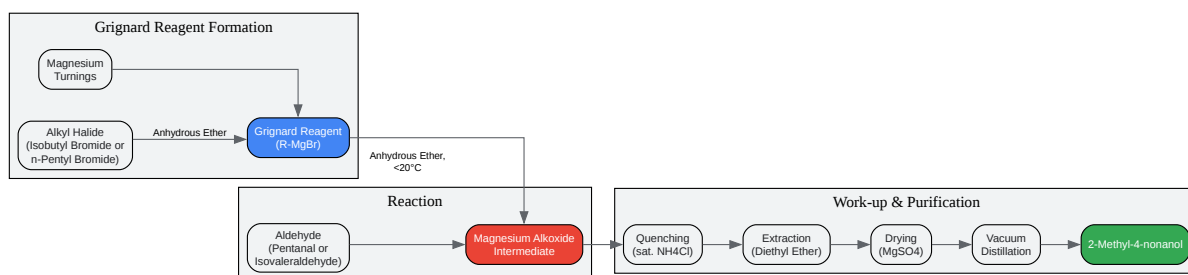 Grignard Reagent Formation
Magnesium
Turnings
Alkyl Halide
(Isobutyl Bromide or
n-Pentyl Bromide)
Anhydrous Ether
Grignard Reagent
(R-MgBr)
Anhydrous Ether,
<20°C
Reaction
Aldehyde
(Pentanal or
Isovaleraldehyde)
Magnesium Alkoxide
Intermediate
Work-up & Purification
Quenching
(sat. NH4Cl)
Extraction
(Diethyl Ether)
Drying
(MgSO4)
Vacuum
Distillation
2-Methyl-4-nonanol